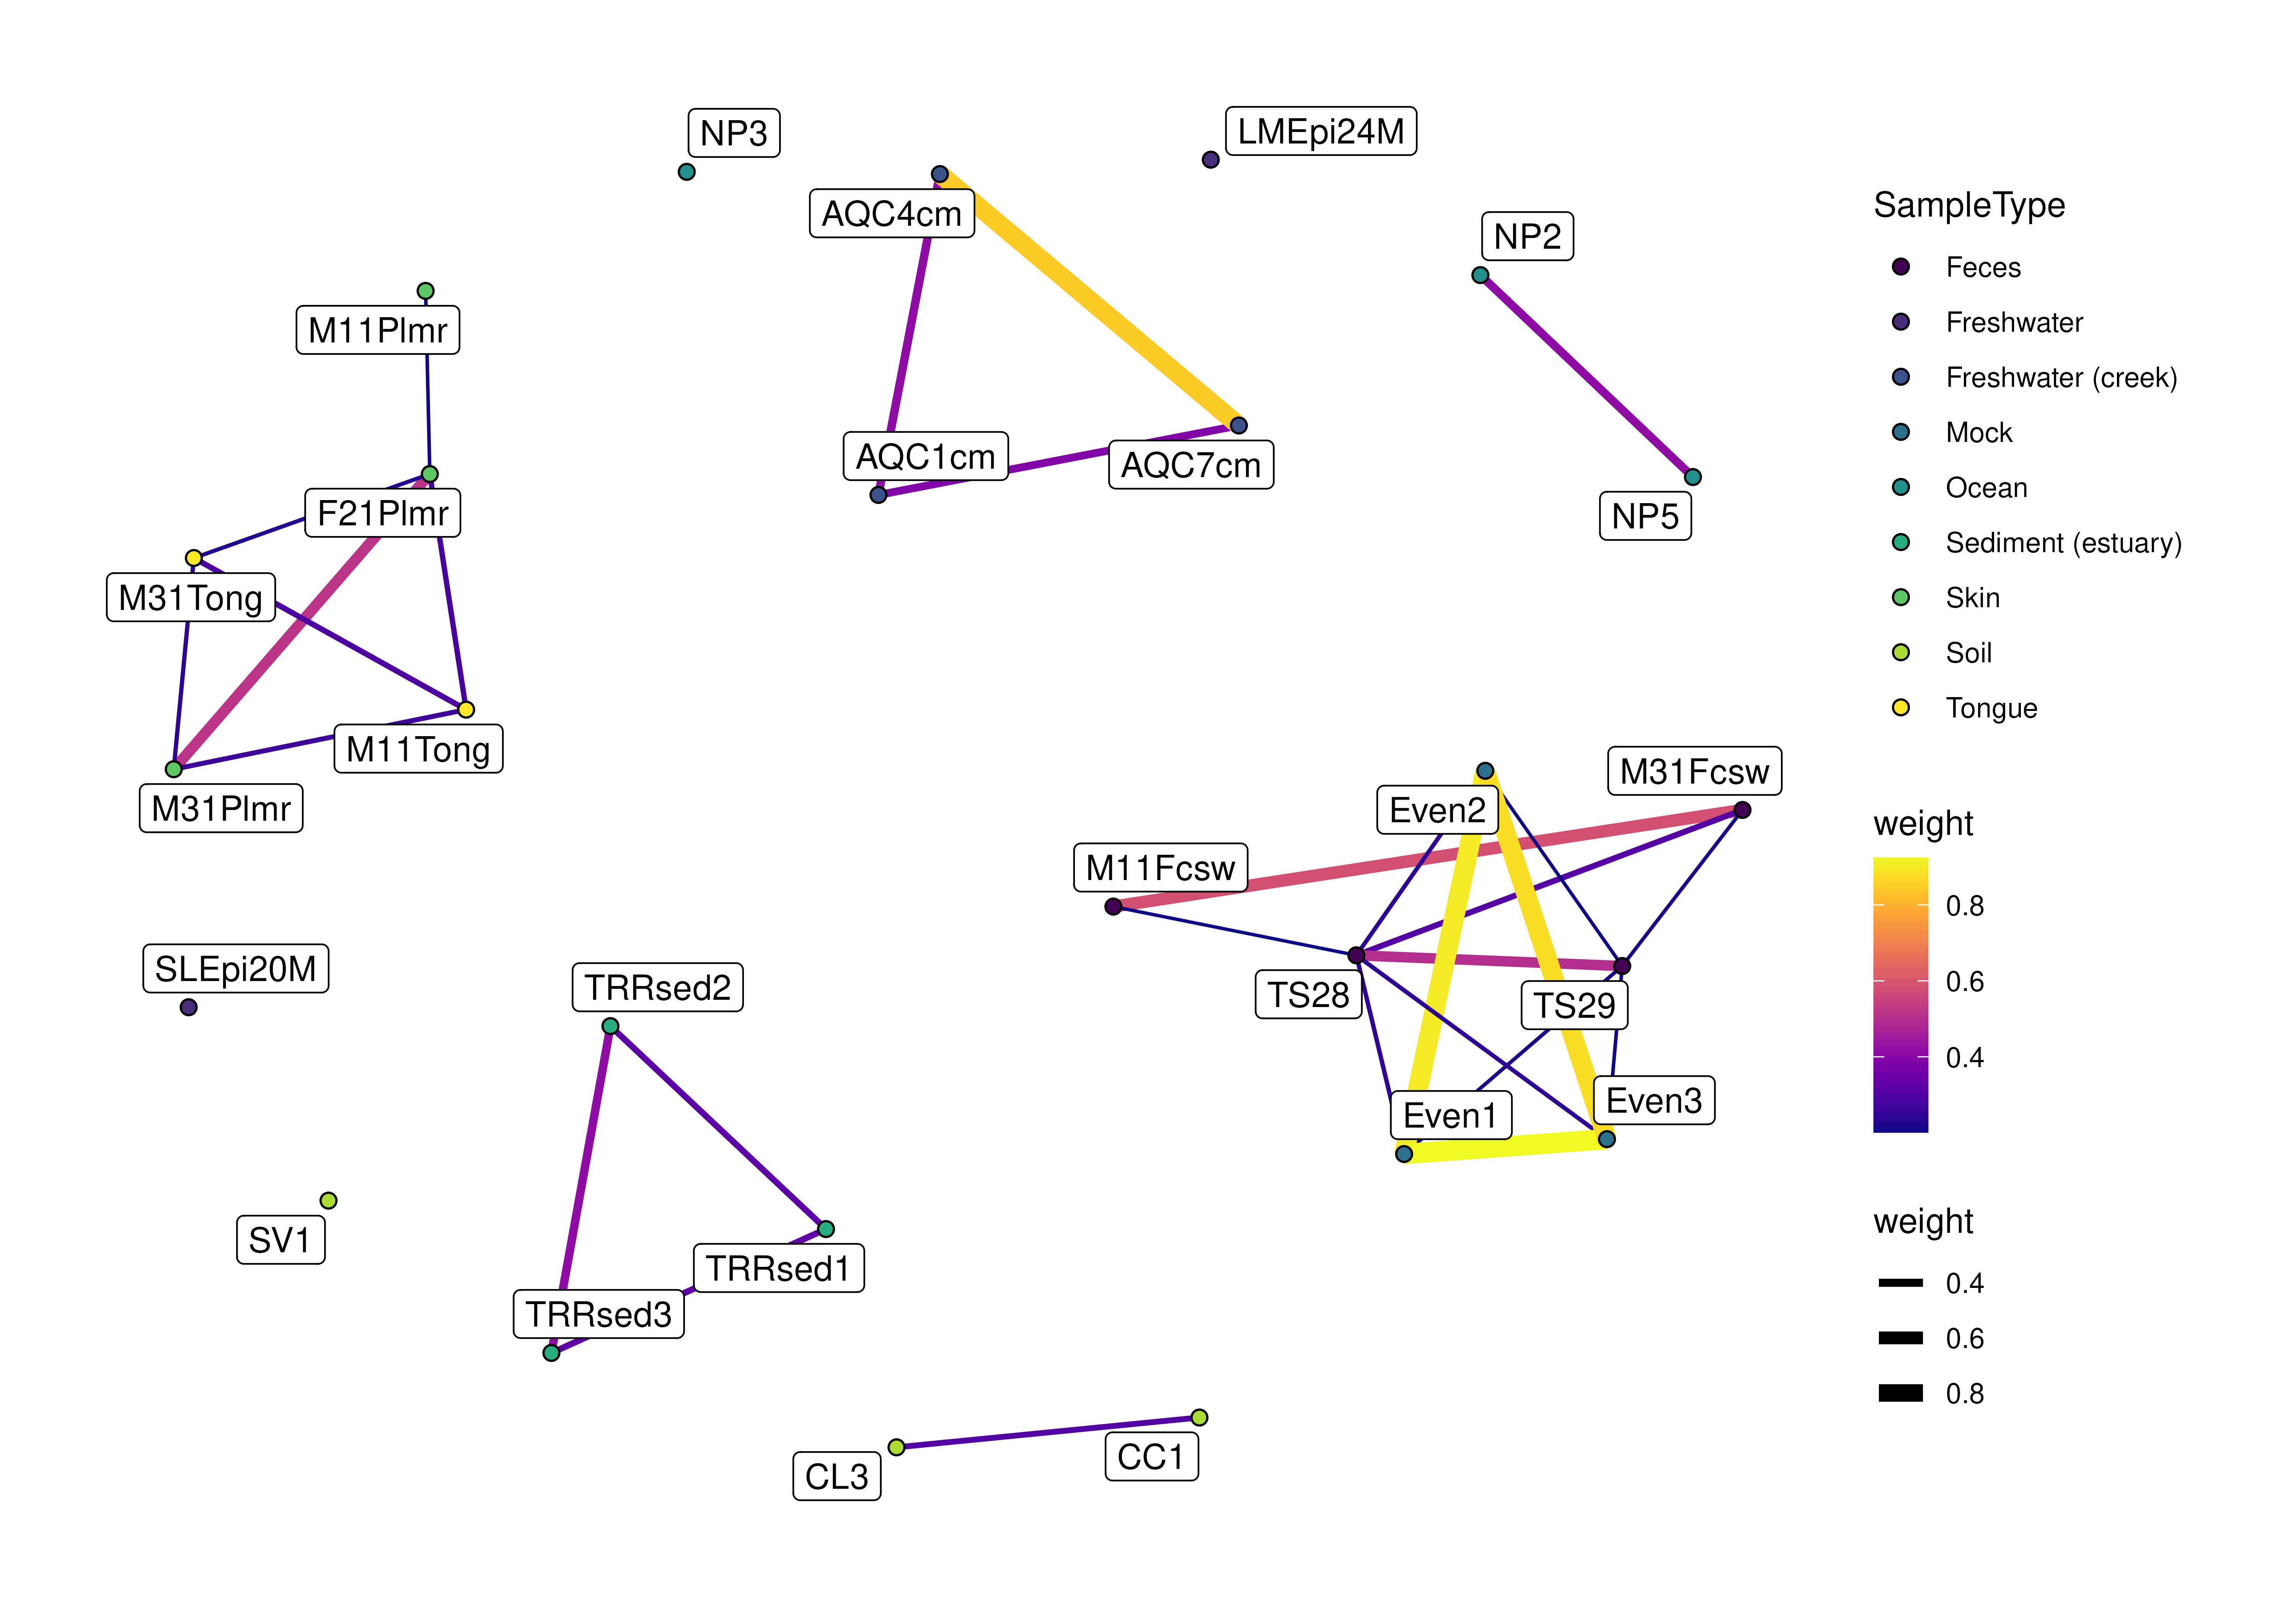 NP3
LMEpi24M
AQC4cm
NP2
M11Plmr
AQC1cm
AQC7cm
F21Plmr
NP5
M31Tong
M11Tong
M31Plmr
M31Fcsw
Even2
M11Fcsw
SLEpi20M
TRRsed2
TS28
TS29
Even3
Even1
SV1
TRRsed1
TRRsed3
CC1
CL3
SampleType
Feces
Freshwater
Freshwater (creek)
Mock
Ocean
Sediment (estuary)
Skin
Soil
Tongue
weight
0.8
0.6
0.4
weight
0.4
0.6
0.8